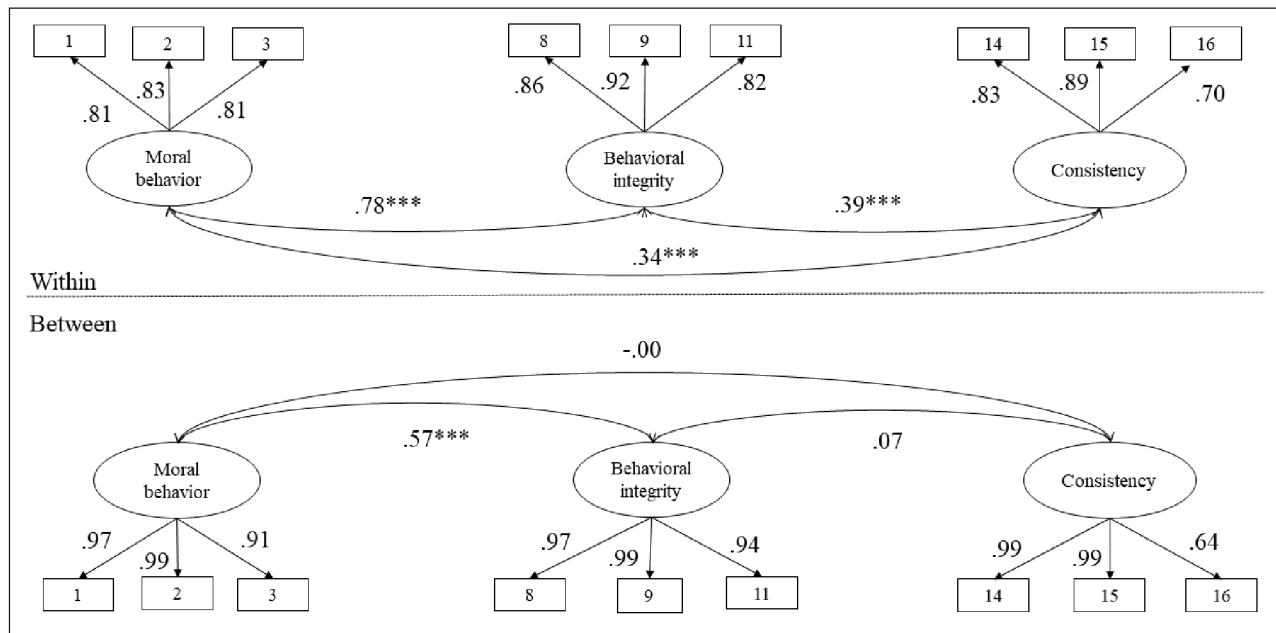 1 2 3 8 9 11 14 15 16
.81 .83 .81 .86 .92 .82 .83 .89 .70
Moral
behavior
Behavioral
integrity
Consistency
.78*** .39***
.34***
Within
Between
-.00
.57*** .07
Moral
behavior
Behavioral
integrity
Consistency
.97 .99 .91 .97 .99 .94 .99 .99 .64
1 2 3 8 9 11 14 15 16